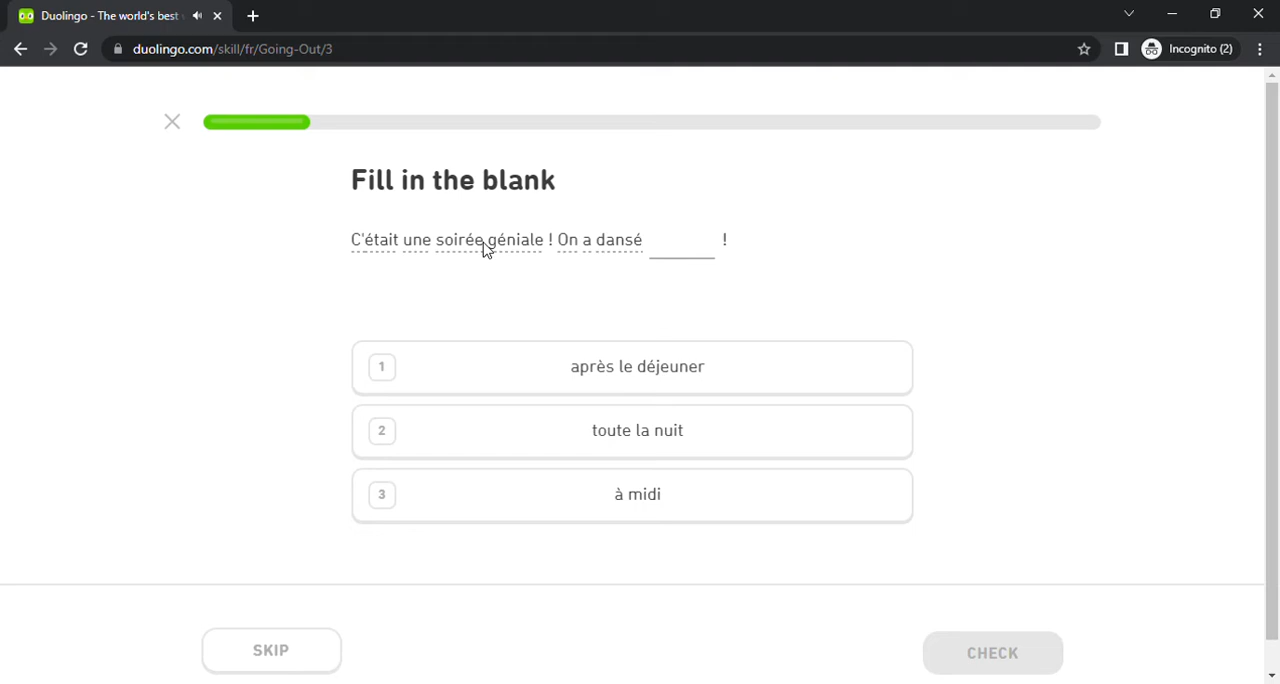 Duolingo - The world's best
duolingo.com/skill/fr/Going-Out/3
Incognito (2)
Fill in the blank
C'était une soirée géniale ! On a dansé ______ !
1 après le déjeuner
2 toute la nuit
3 à midi
SKIP
CHECK